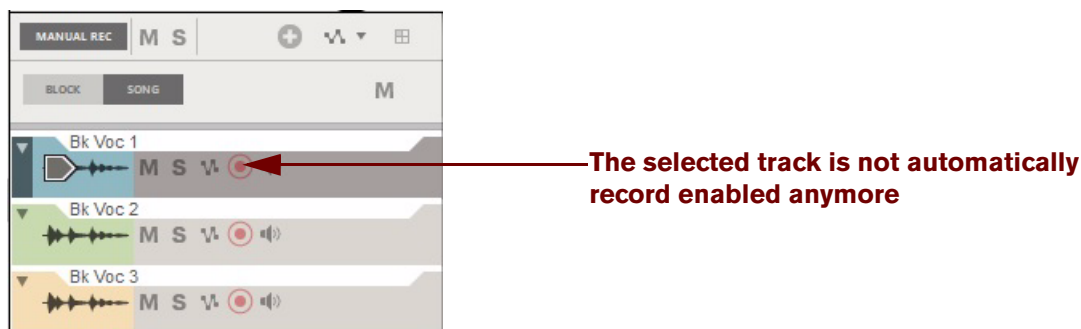 MANUAL REC M S
BLOCK SONG M
Bk Voc 1
M S
The selected track is not automatically
record enabled anymore
Bk Voc 2
M S
Bk Voc 3
M S